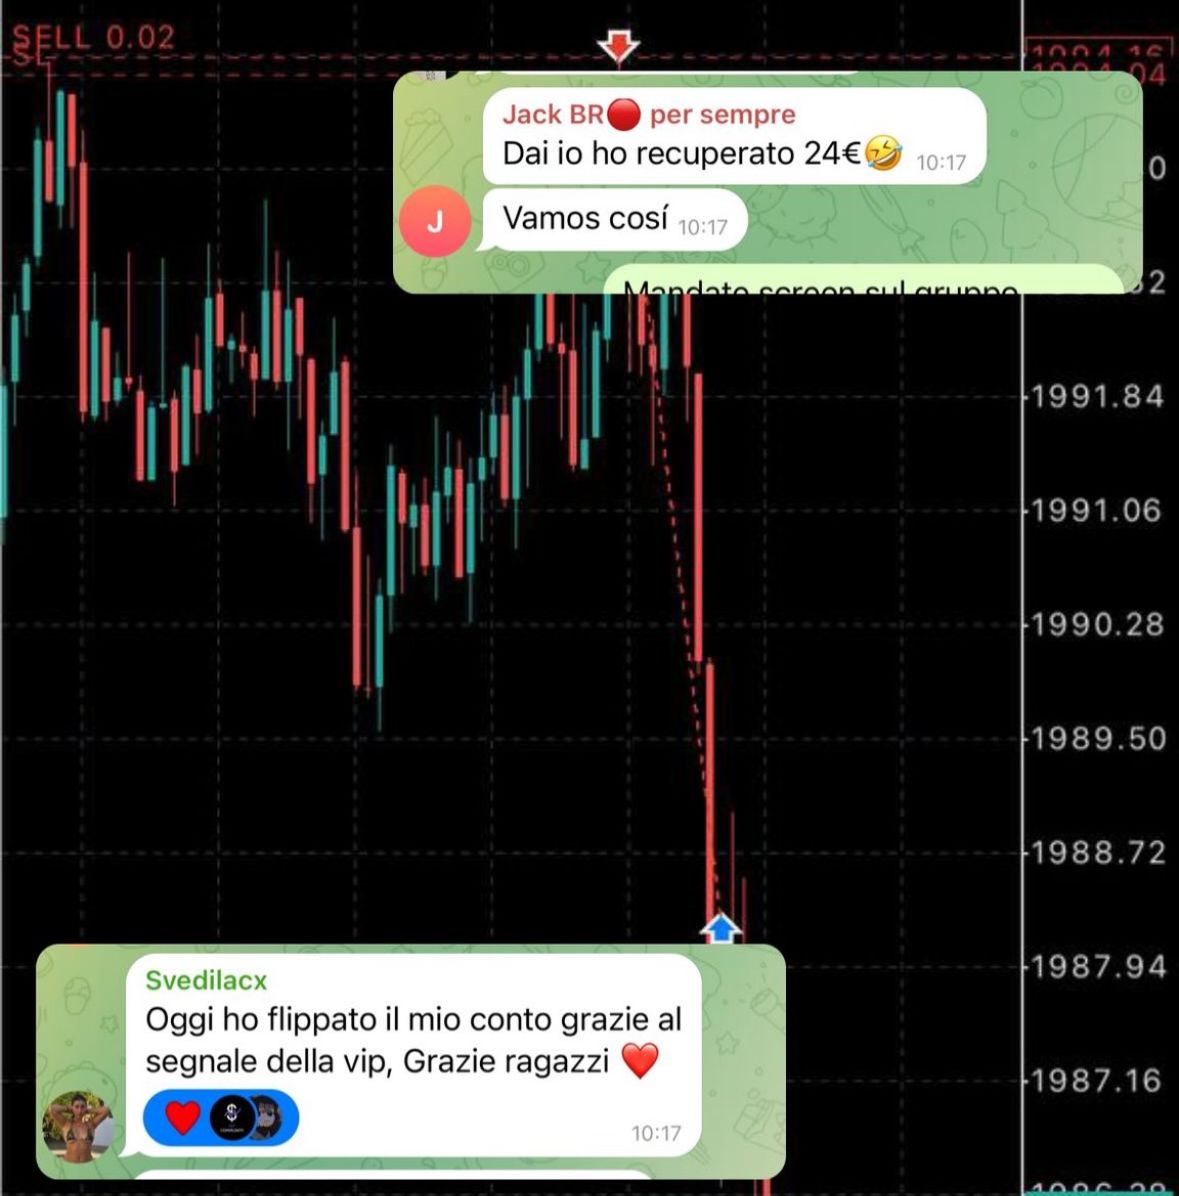 SELL 0.02
SL
1994.16
1994.04
Jack BR🔴 per sempre
Dai io ho recuperato 24€🤣 10:17
0
J
Vamos cosí 10:17
2
Mandate screen sul gruppo
1991.84
1991.06
1990.28
1989.50
1988.72
1987.94
Svedilacx
Oggi ho flippato il mio conto grazie al
segnale della vip, Grazie ragazzi ❤️
10:17
1987.16